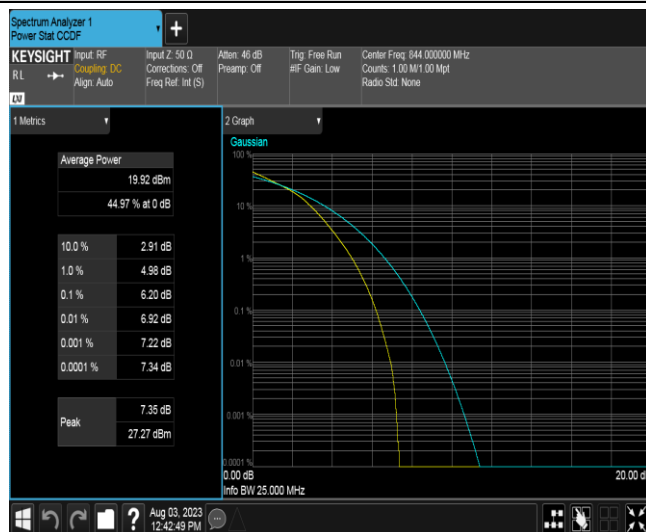 Spectrum Analyzer 1
Power Stat CCDF
KEYSIGHT
RL
Input: RF
Coupling: DC
Align: Auto
Input Z: 50 Ω
Corrections: Off
Freq Ref: Int (S)
Atten: 46 dB
Preamp: Off
Trig: Free Run
#IF Gain: Low
Center Freq: 844.000000 MHz
Counts: 1.00 M/1.00 Mpt
Radio Std: None
LXI
1 Metrics
Average Power
19.92 dBm
44.97 % at 0 dB
10.0 % 2.91 dB
1.0 % 4.98 dB
0.1 % 6.20 dB
0.01 % 6.92 dB
0.001 % 7.22 dB
0.0001 % 7.34 dB
Peak
7.35 dB
27.27 dBm
2 Graph
Gaussian
100 %
10 %
1 %
0.1 %
0.01 %
0.001 %
0.0001 %
0.00 dB 20.00 d
Info BW 25.000 MHz
?
Aug 03, 2023
12:42:49 PM